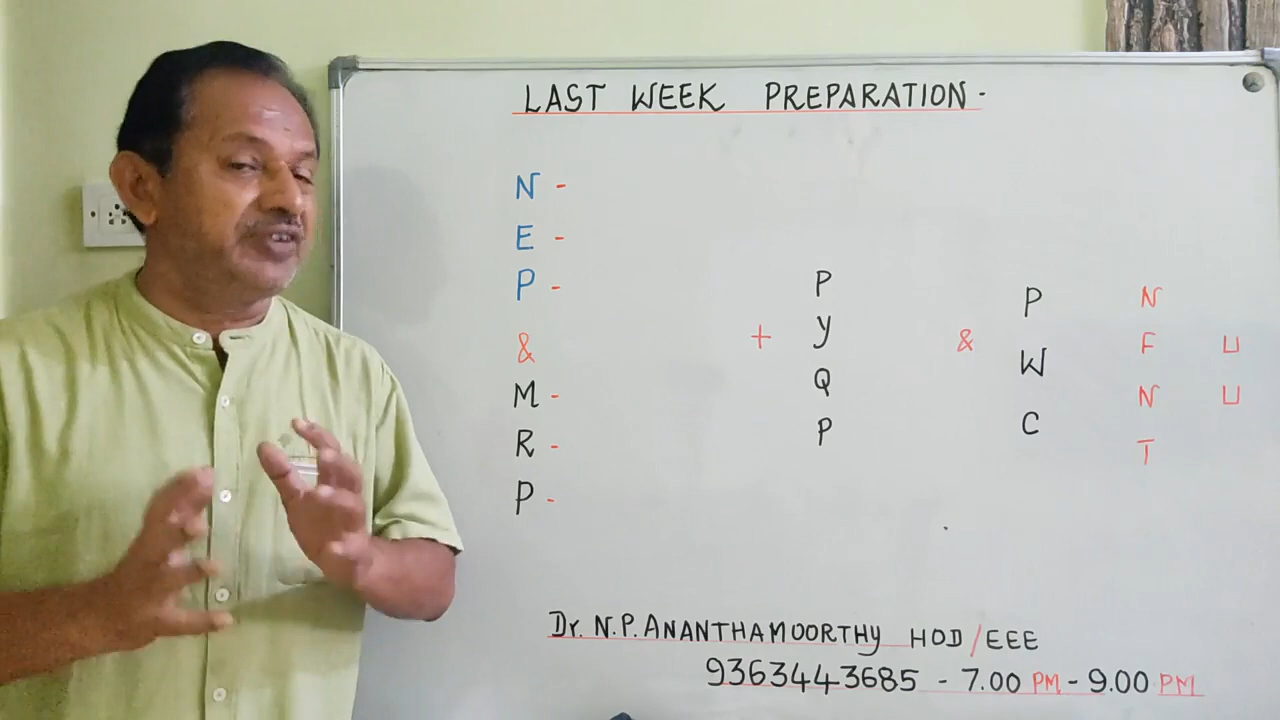 LAST WEEK PREPARATION -
N -
E -
P -
&
M -
R -
P -
+
P
Y
Q
P
&
P
W
C
N
F
N
T
U
U
Dr. N.P. ANANTHAMOORTHY HOD/EEE
9363443685 - 7.00 PM - 9.00 PM